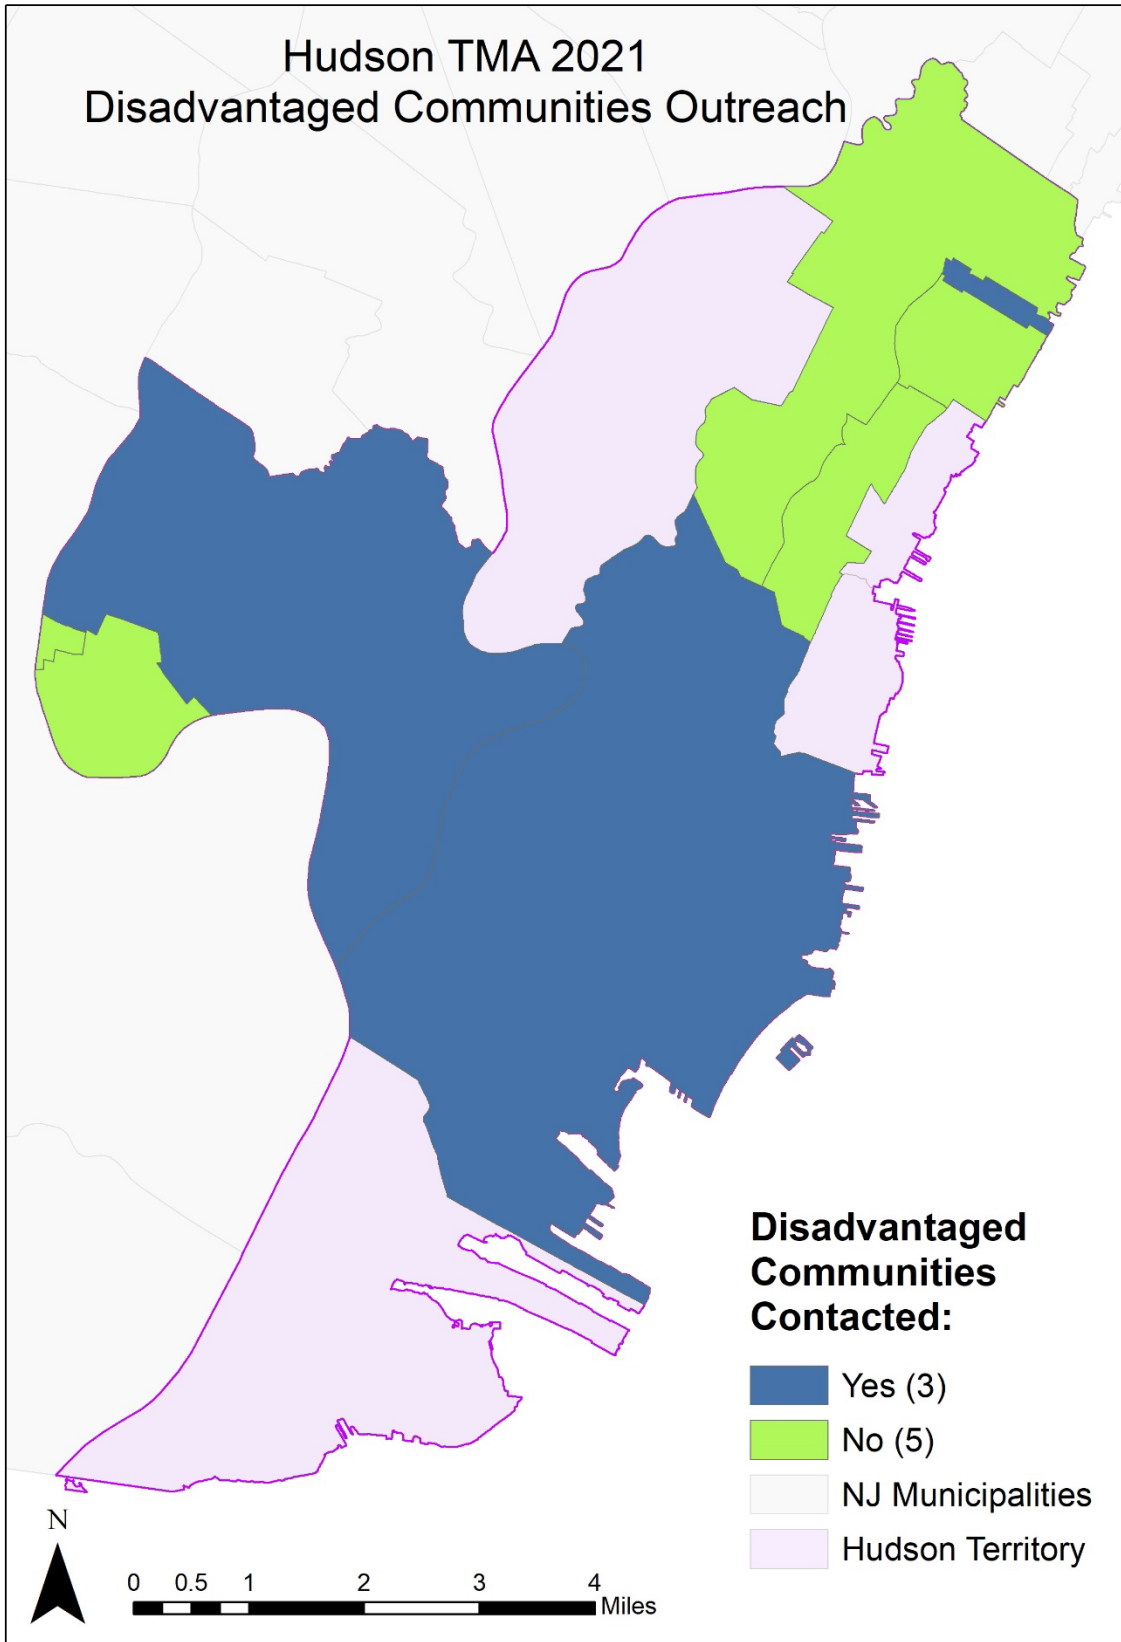 Hudson TMA 2021
Disadvantaged Communities Outreach
Disadvantaged
Communities
Contacted:
Yes (3)
No (5)
NJ Municipalities
Hudson Territory
N
0 0.5 1 2 3 4
Miles